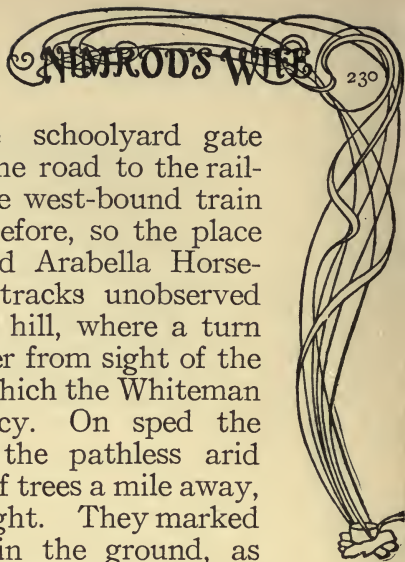 NIMROD'S WIFE
230
schoolyard gate
the road to the rail-
e west-bound train
efore, so the place
d Arabella Horse-
tracks unobserved
hill, where a turn
er from sight of the
hich the Whiteman
cy. On sped the
the pathless arid
f trees a mile away,
ght. They marked
in the ground, as